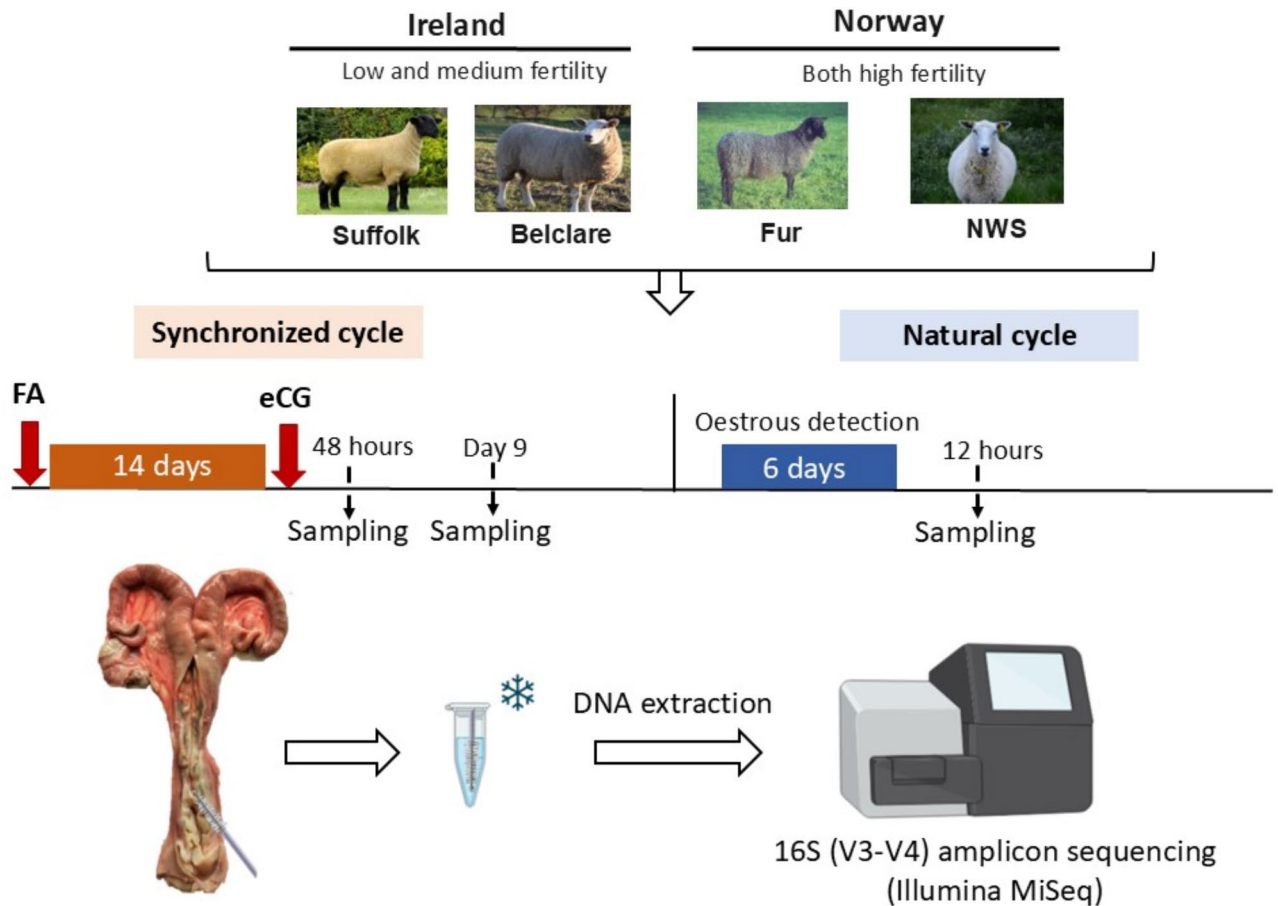 Ireland
Norway
Low and medium fertility
Both high fertility
Suffolk
Belclare
Fur
NWS
Synchronized cycle
Natural cycle
FA
eCG
14 days
48 hours
Day 9
Oestrous detection
6 days
12 hours
Sampling
Sampling
Sampling
DNA extraction
16S (V3-V4) amplicon sequencing
(Illumina MiSeq)